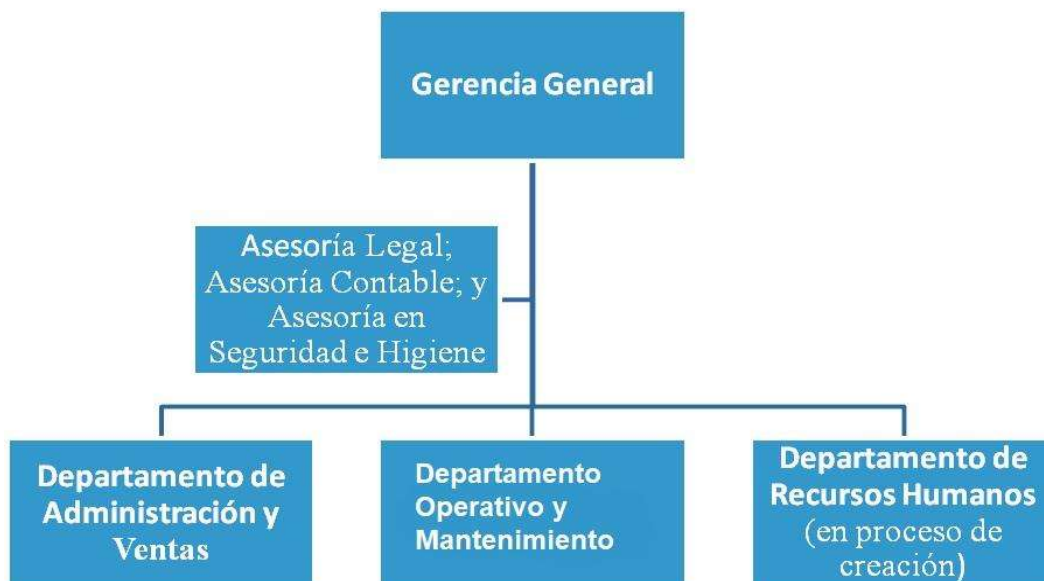 Gerencia General
Asesoría Legal;
Asesoría Contable; y
Asesoría en
Seguridad e Higiene
Departamento de
Administración y
Ventas
Departamento
Operativo y
Mantenimiento
Departamento de
Recursos Humanos
(en proceso de
creación)